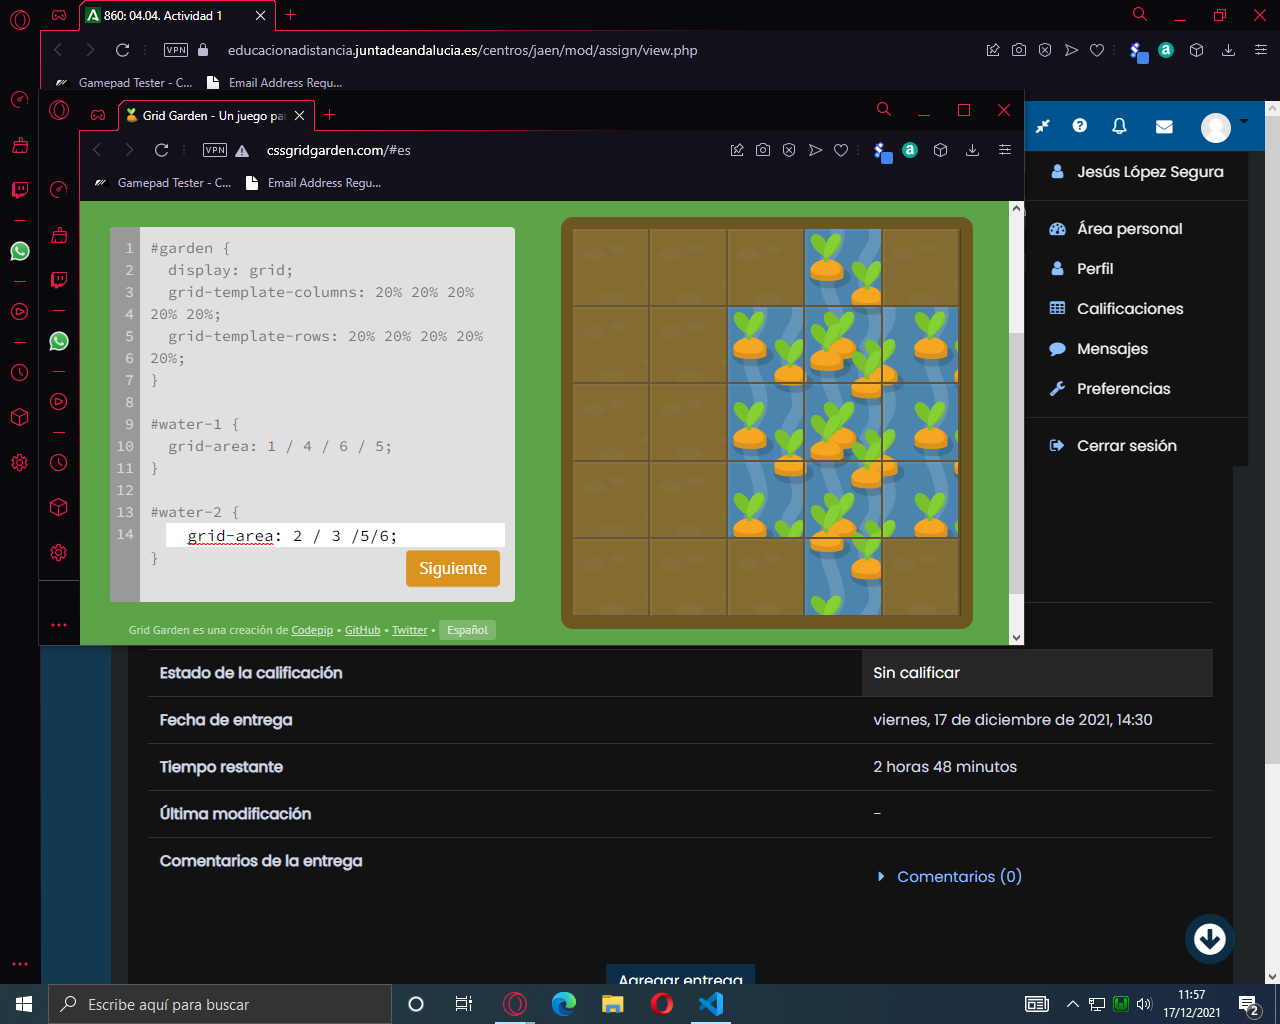 860: 04.04. Actividad 1
VPN
educacionadistancia.juntadeandalucia.es/centros/jaen/mod/assign/view.php
Gamepad Tester - C...
Email Address Requ...
Grid Garden - Un juego pa
VPN
cssgridgarden.com/#es
Gamepad Tester - C...
Email Address Regu...
1 #garden {
2 display: grid;
3 grid-template-columns: 20% 20% 20%
4 20% 20%;
5 grid-template-rows: 20% 20% 20% 20%
6 20%;
7 }
8
9 #water-1 {
10 grid-area: 1 / 4 / 6 / 5;
11 }
12
13 #water-2 {
14 grid-area: 2 / 3 /5/6;
}
Siguiente
Grid Garden es una creación de Codepip • GitHub • Twitter • Español
Jesús López Segura
Área personal
Perfil
Calificaciones
Mensajes
Preferencias
Cerrar sesión
Estado de la calificación Sin calificar
Fecha de entrega viernes, 17 de diciembre de 2021, 14:30
Tiempo restante 2 horas 48 minutos
Última modificación -
Comentarios de la entrega
Comentarios (0)
Agregar entrega
Escribe aquí para buscar
11:57
17/12/2021
2